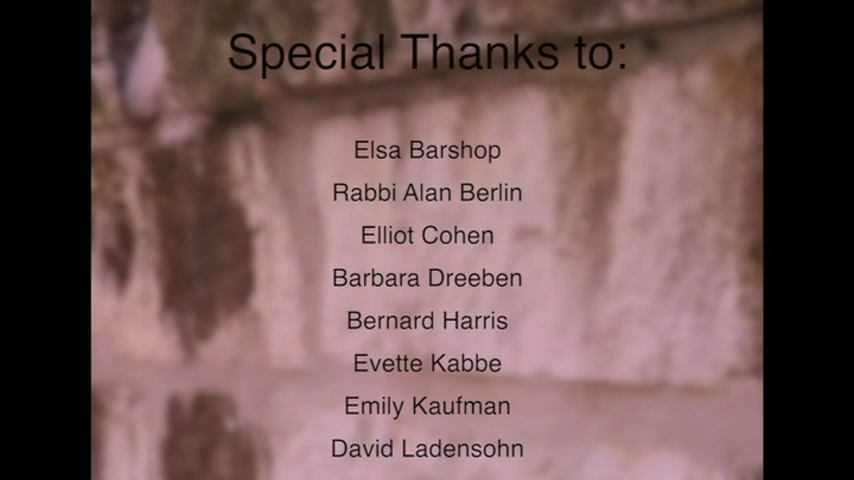 Special Thanks to:
Elsa Barshop
Rabbi Alan Berlin
Elliot Cohen
Barbara Dreeben
Bernard Harris
Evette Kabbe
Emily Kaufman
David Ladensohn